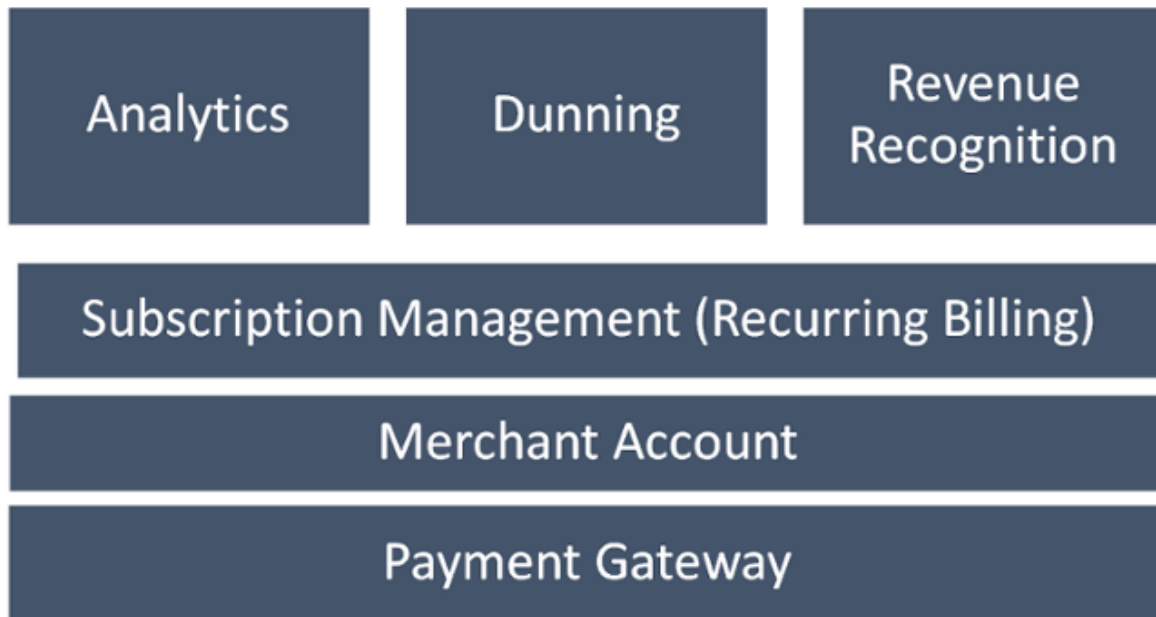 Analytics
Dunning
Revenue
Recognition
Subscription Management (Recurring Billing)
Merchant Account
Payment Gateway